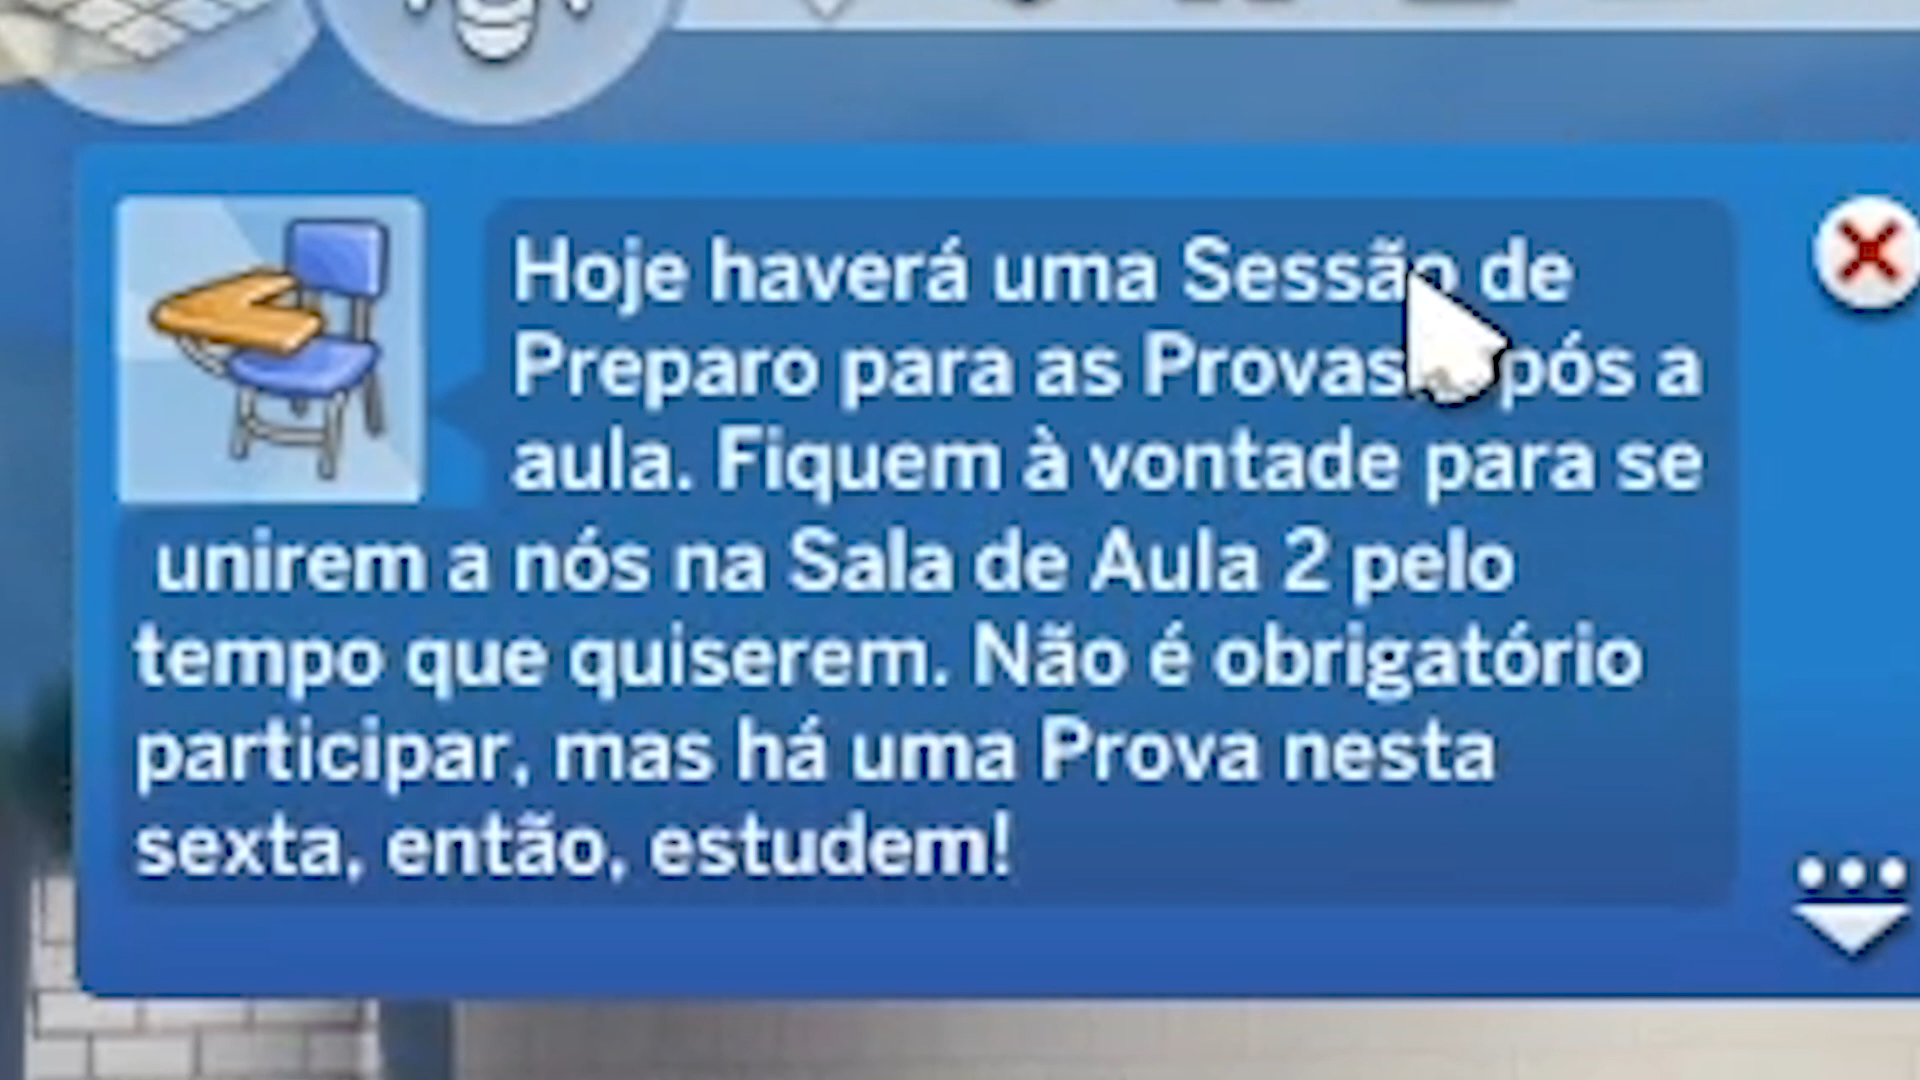 Hoje haverá uma Sessão de
Preparo para as Provas após a
aula. Fiquem à vontade para se
unirem a nós na Sala de Aula 2 pelo
tempo que quiserem. Não é obrigatório
participar, mas há uma Prova nesta
sexta, então, estudem!